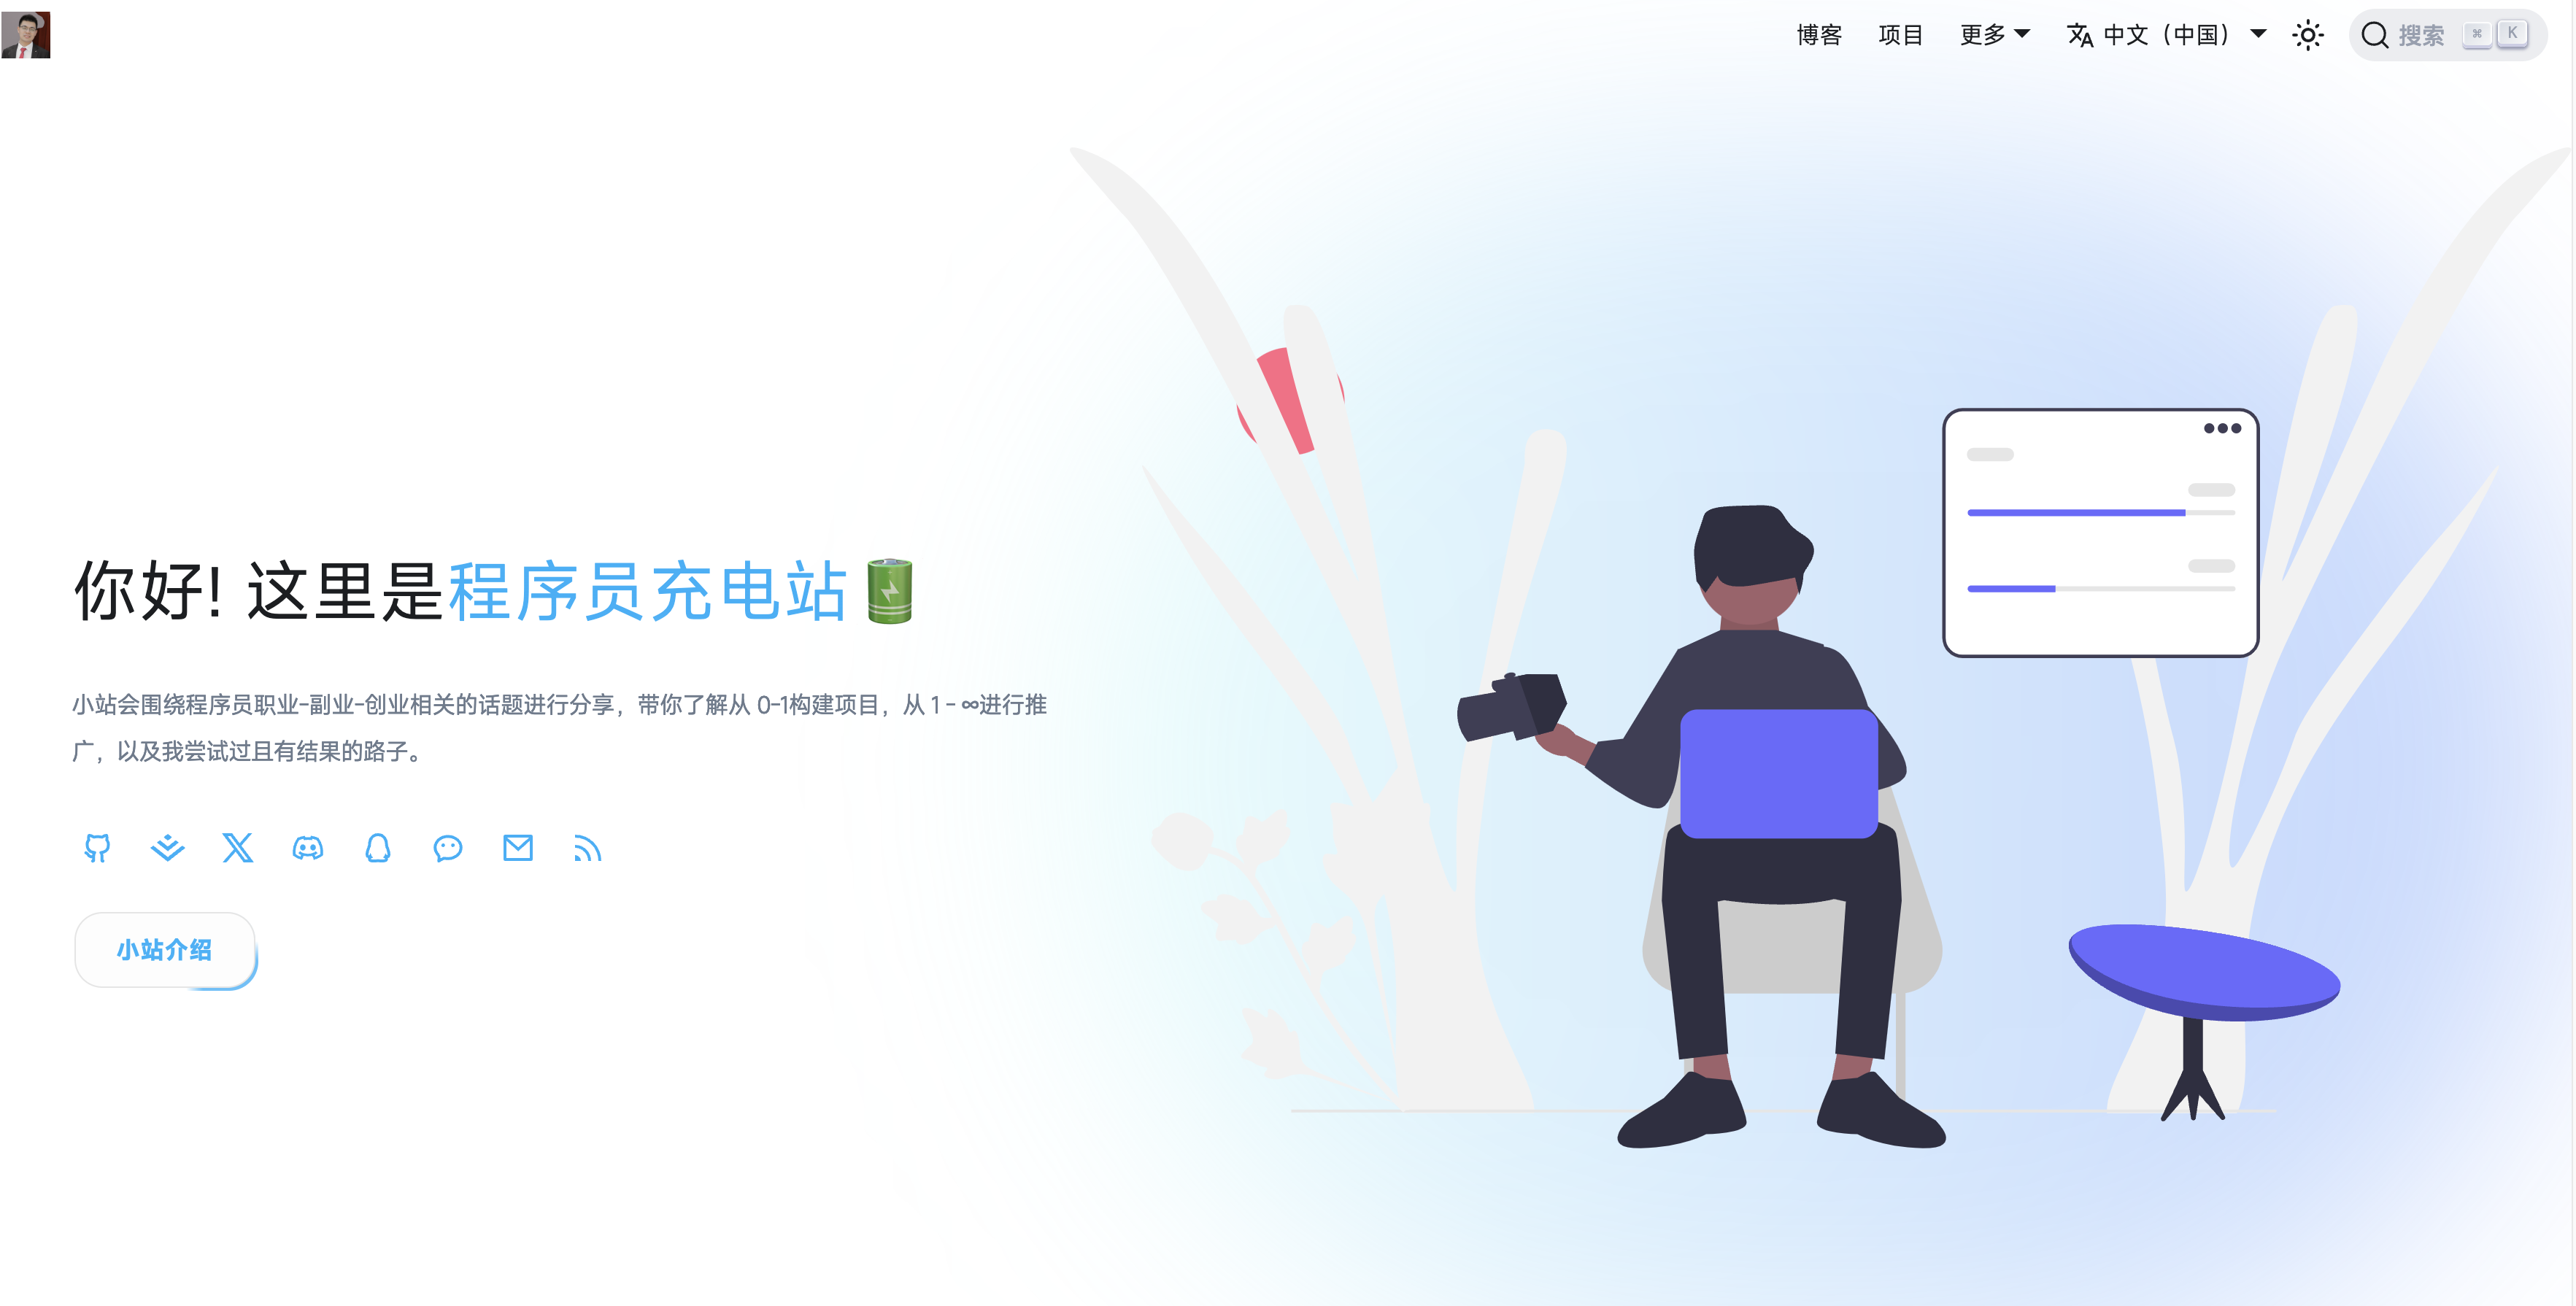 博客 项目 更多 中文（中国） 搜索 ⌘ K
你好! 这里是程序员充电站
小站会围绕程序员职业-副业-创业相关的话题进行分享，带你了解从 0-1构建项目，从 1 - ∞进行推
广，以及我尝试过且有结果的路子。
小站介绍